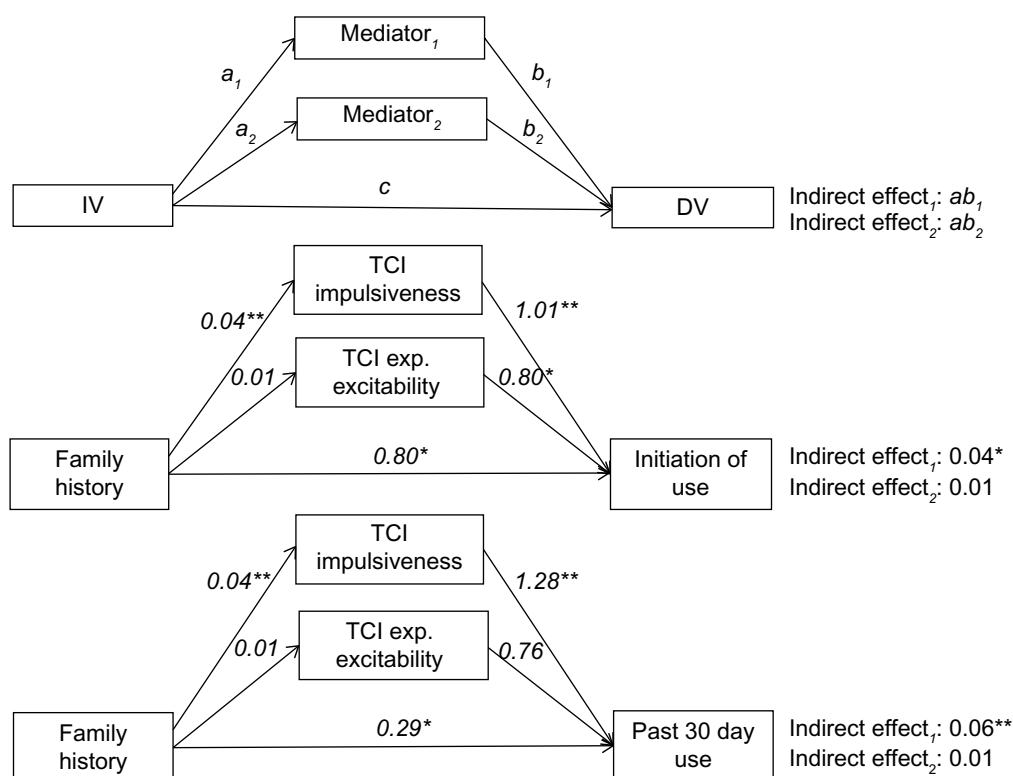 Mediator1
a1
b1
Mediator2
a2
b2
c
IV
DV
Indirect effect1: ab1
Indirect effect2: ab2
TCI
impulsiveness
0.04**
1.01**
TCI exp.
excitability
0.01
0.80*
0.80*
Family
history
Initiation of
use
Indirect effect1: 0.04*
Indirect effect2: 0.01
TCI
impulsiveness
0.04**
1.28**
TCI exp.
excitability
0.01
0.76
0.29*
Family
history
Past 30 day
use
Indirect effect1: 0.06**
Indirect effect2: 0.01